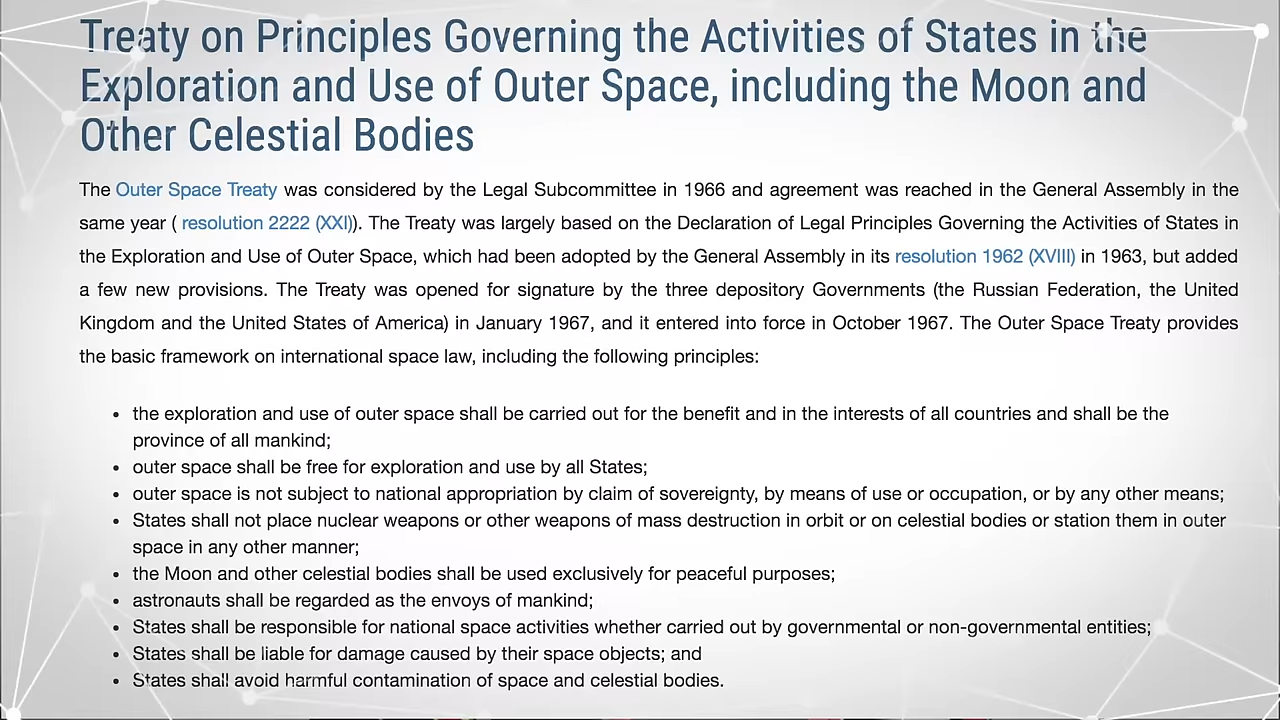 Treaty on Principles Governing the Activities of States in the
Exploration and Use of Outer Space, including the Moon and
Other Celestial Bodies
The Outer Space Treaty was considered by the Legal Subcommittee in 1966 and agreement was reached in the General Assembly in the
same year ( resolution 2222 (XXI)). The Treaty was largely based on the Declaration of Legal Principles Governing the Activities of States in
the Exploration and Use of Outer Space, which had been adopted by the General Assembly in its resolution 1962 (XVIII) in 1963, but added
a few new provisions. The Treaty was opened for signature by the three depository Governments (the Russian Federation, the United
Kingdom and the United States of America) in January 1967, and it entered into force in October 1967. The Outer Space Treaty provides
the basic framework on international space law, including the following principles:
• the exploration and use of outer space shall be carried out for the benefit and in the interests of all countries and shall be the
province of all mankind;
• outer space shall be free for exploration and use by all States;
• outer space is not subject to national appropriation by claim of sovereignty, by means of use or occupation, or by any other means;
• States shall not place nuclear weapons or other weapons of mass destruction in orbit or on celestial bodies or station them in outer
space in any other manner;
• the Moon and other celestial bodies shall be used exclusively for peaceful purposes;
• astronauts shall be regarded as the envoys of mankind;
• States shall be responsible for national space activities whether carried out by governmental or non-governmental entities;
• States shall be liable for damage caused by their space objects; and
• States shall avoid harmful contamination of space and celestial bodies.